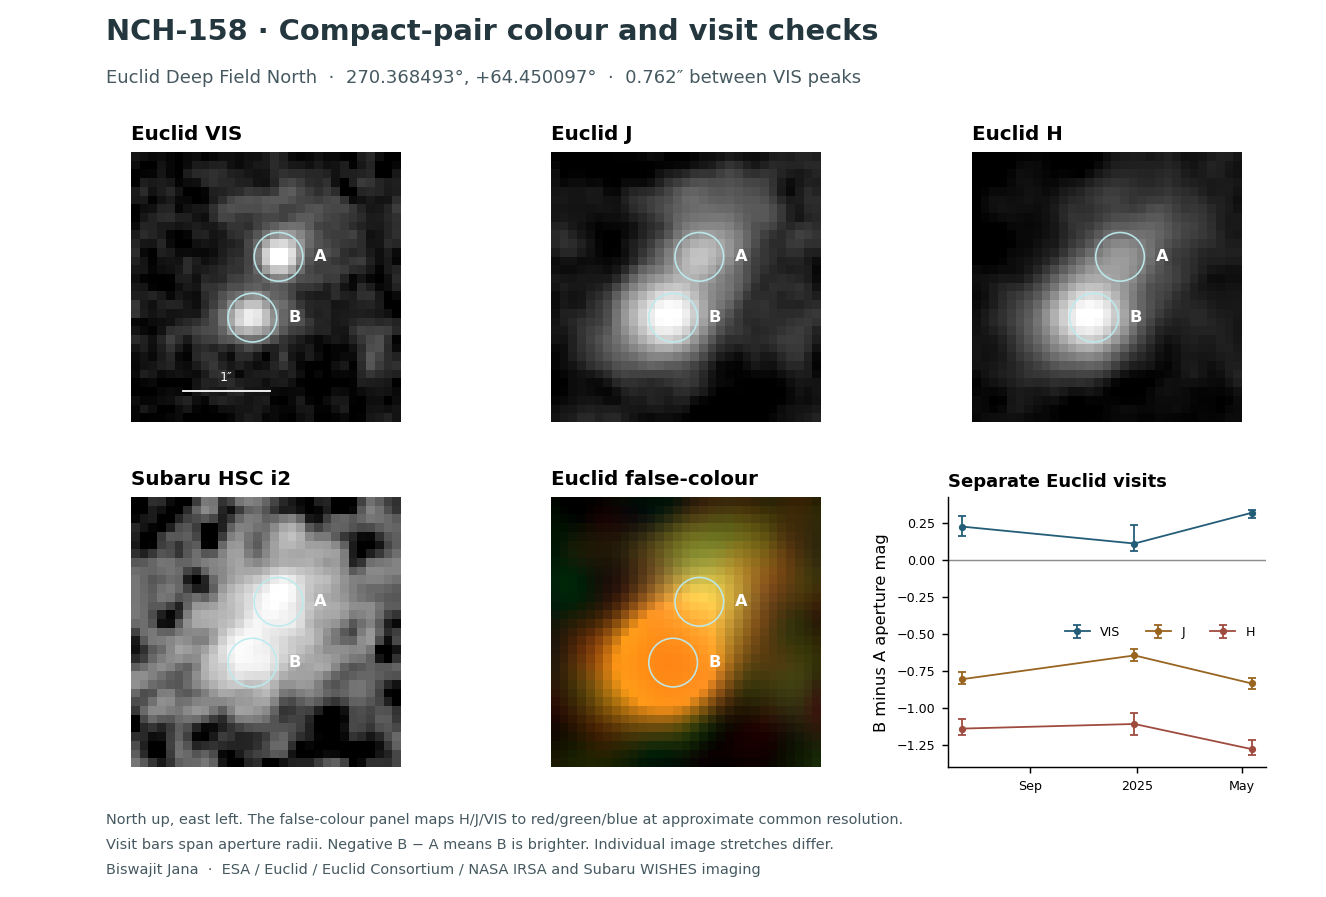 NCH-158 · Compact-pair colour and visit checks
Euclid Deep Field North · 270.368493°, +64.450097° · 0.762″ between VIS peaks
Euclid VIS
A
B
1″
Euclid J
A
B
Euclid H
A
B
Subaru HSC i2
A
B
Euclid false-colour
A
B
Separate Euclid visits
B minus A aperture mag
0.25
0.00
−0.25
−0.50
−0.75
−1.00
−1.25
VIS J H
Sep 2025 May
North up, east left. The false-colour panel maps H/J/VIS to red/green/blue at approximate common resolution.
Visit bars span aperture radii. Negative B − A means B is brighter. Individual image stretches differ.
Biswajit Jana · ESA / Euclid / Euclid Consortium / NASA IRSA and Subaru WISHES imaging